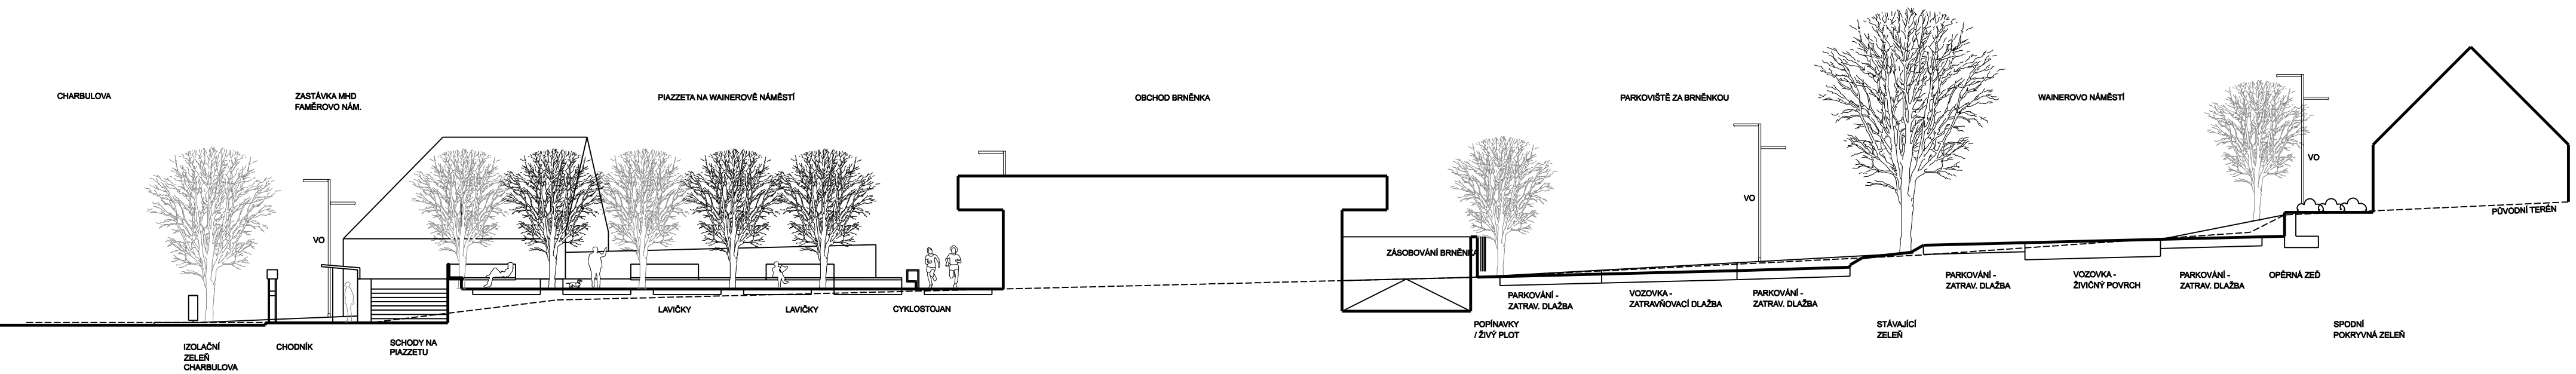 CHARBULOVA
ZASTÁVKA MHD
FAMĚROVO NÁM.
PIAZZETA NA WAINEROVĚ NÁMĚSTÍ
OBCHOD BRNĚNKA
PARKOVIŠTĚ ZA BRNĚNKOU
WAINEROVO NÁMĚSTÍ
VO
VO
VO
PŮVODNÍ TERÉN
ZÁSOBOVÁNÍ BRNĚNKA
IZOLAČNÍ
ZELEŇ
CHARBULOVA
CHODNÍK
SCHODY NA
PIAZZETU
LAVIČKY
LAVIČKY
CYKLOSTOJAN
PARKOVÁNÍ -
ZATRAV. DLAŽBA
VOZOVKA -
ZATRAVŇOVACÍ DLAŽBA
PARKOVÁNÍ -
ZATRAV. DLAŽBA
PARKOVÁNÍ -
ZATRAV. DLAŽBA
VOZOVKA -
ŽIVIČNÝ POVRCH
PARKOVÁNÍ -
ZATRAV. DLAŽBA
OPĚRNÁ ZEĎ
POPÍNAVKY
/ ŽIVÝ PLOT
STÁVAJÍCÍ
ZELEŇ
SPODNÍ
POKRYVNÁ ZELEŇ